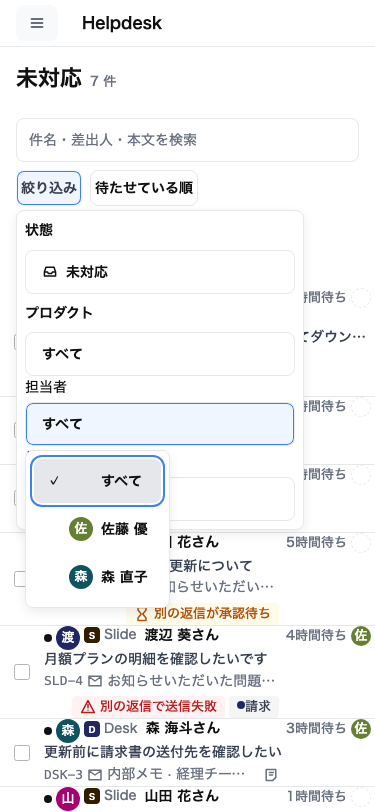 Helpdesk
未対応 7 件
件名・差出人・本文を検索
絞り込み 待たせている順
状態
未対応
時間待ち
プロダクト
てダウン…
すべて
担当者
時間待ち
すべて
時間待ち
✓ すべて
佐 佐藤 優
花さん 5時間待ち
更新について
森 森 直子
知らせいただい…
別の返信が承認待ち
渡 S Slide 渡辺 葵さん 4時間待ち 佐
月額プランの明細を確認したいです
SLD-4 お知らせいただいた問題…
別の返信で送信失敗 請求
森 D Desk 森 海斗さん 3時間待ち 佐
更新前に請求書の送付先を確認したい
DSK-3 内部メモ・経理チー…
山 S Slide 山田 花さん 1時間待ち